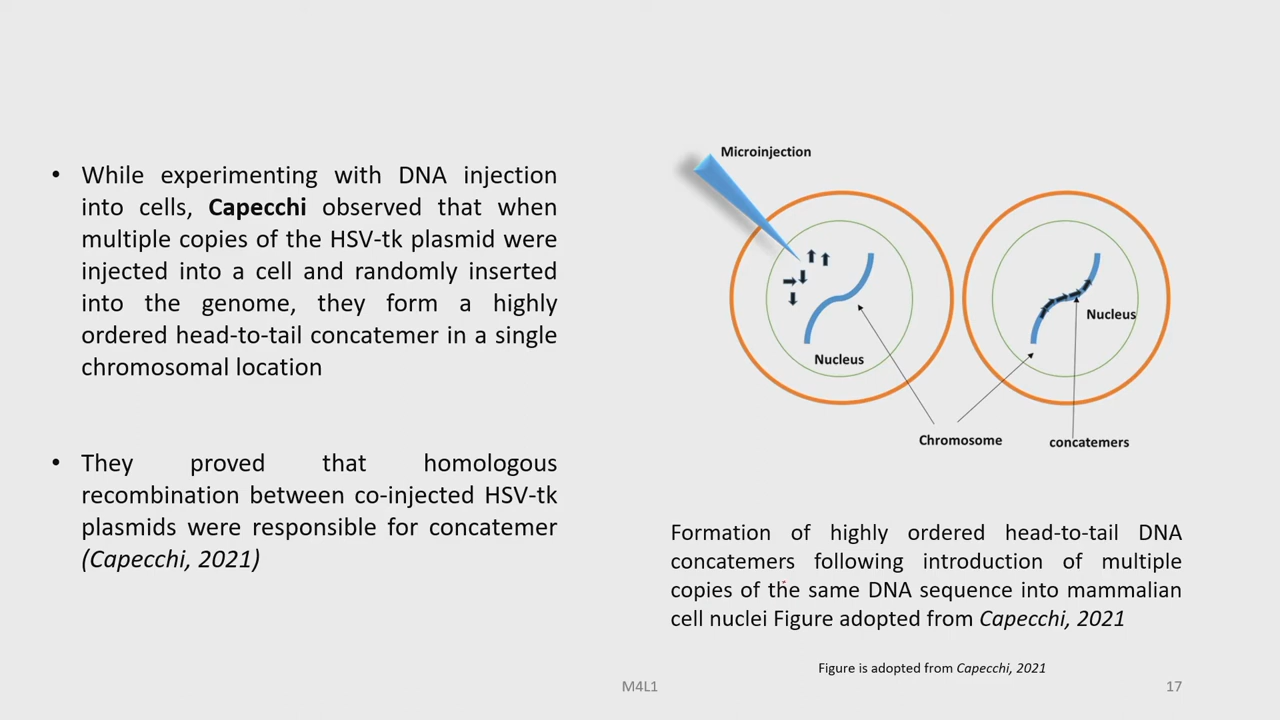 • While experimenting with DNA injection
into cells, Capecchi observed that when
multiple copies of the HSV-tk plasmid were
injected into a cell and randomly inserted
into the genome, they form a highly
ordered head-to-tail concatemer in a single
chromosomal location
• They proved that homologous
recombination between co-injected HSV-tk
plasmids were responsible for concatemer
(Capecchi, 2021)
Microinjection
Nucleus
Nucleus
Chromosome
concatemers
Formation of highly ordered head-to-tail DNA
concatemers following introduction of multiple
copies of the same DNA sequence into mammalian
cell nuclei Figure adopted from Capecchi, 2021
Figure is adopted from Capecchi, 2021
M4L1
17